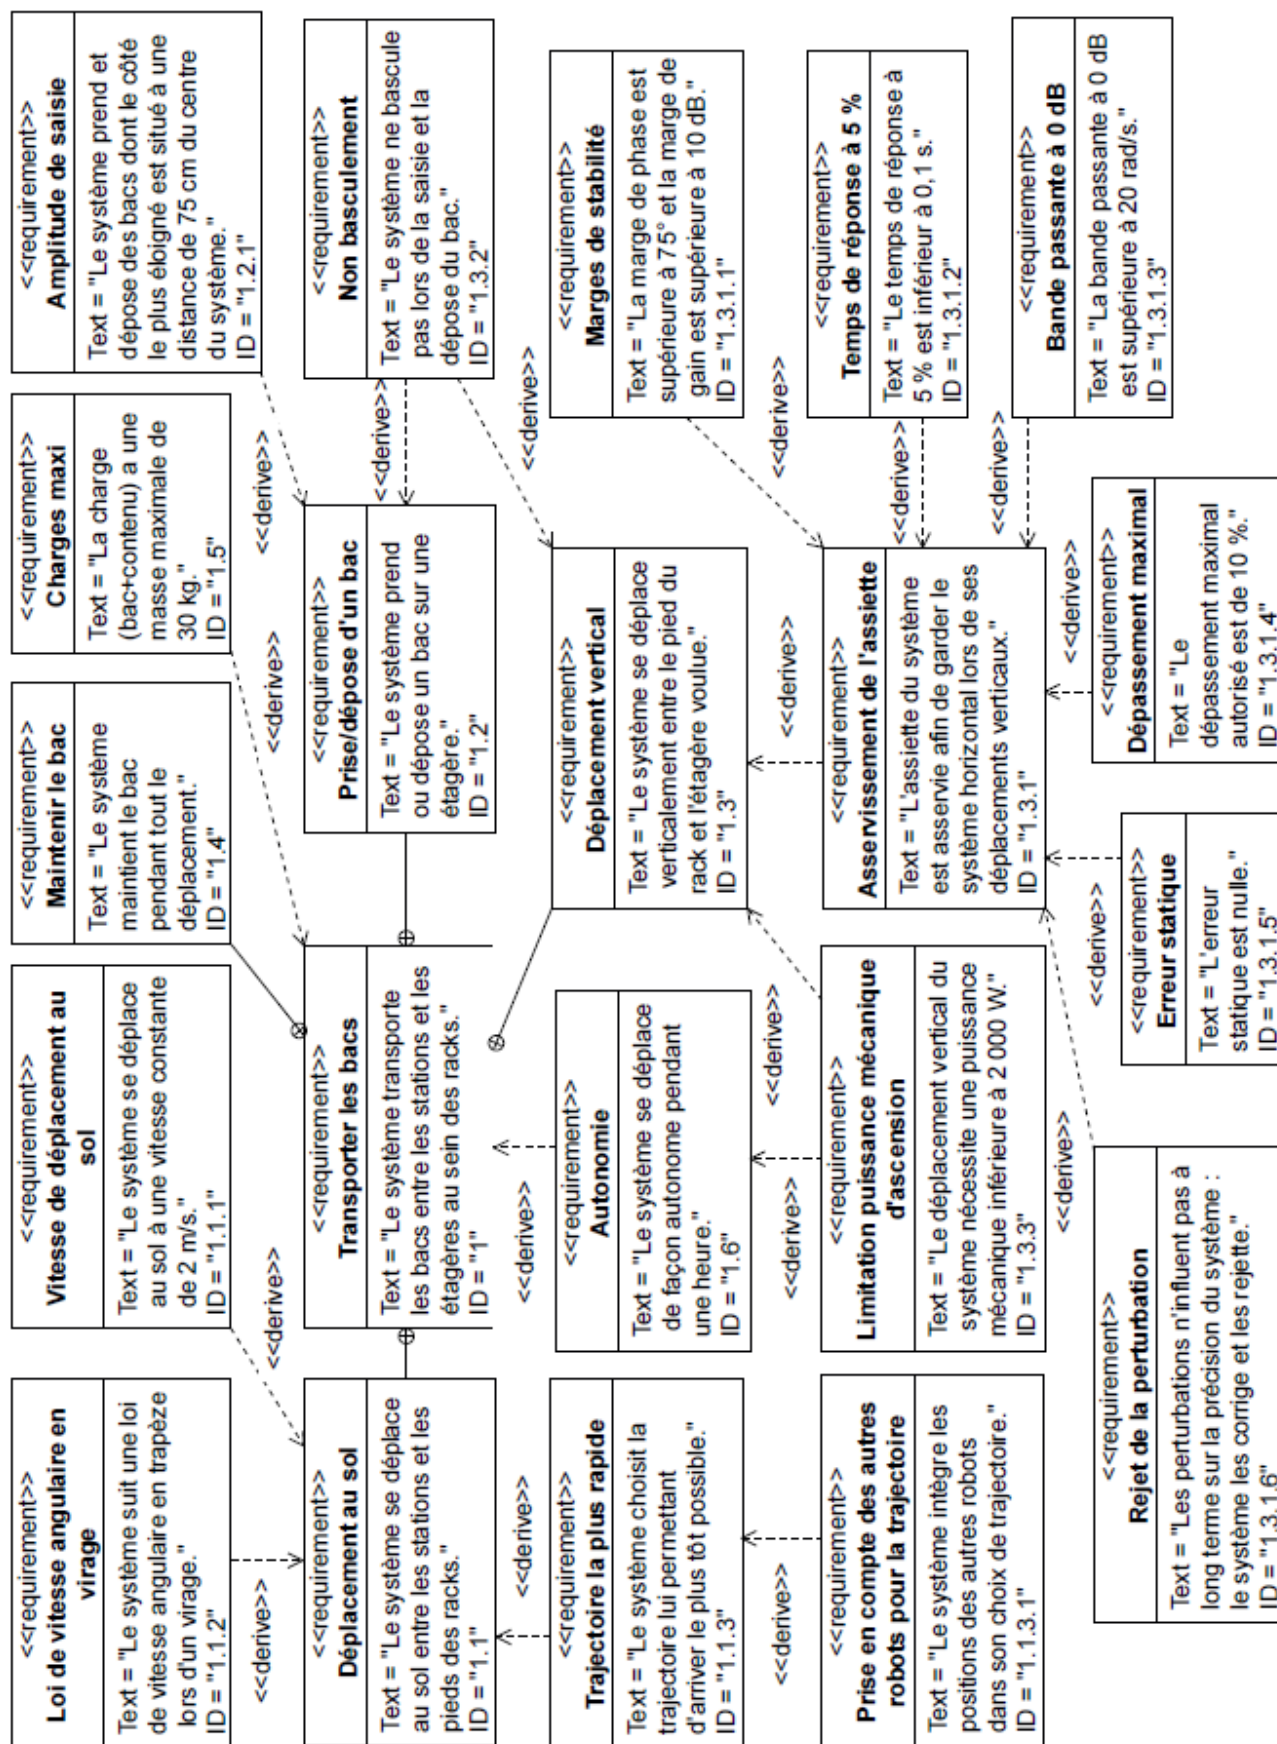 <<requirement>>
Loi de vitesse angulaire en
virage
Text = "Le système suit une loi
de vitesse angulaire en trapèze
lors d'un virage."
ID = "1.1.2"
<<requirement>>
Vitesse de déplacement au
sol
Text = "Le système se déplace
au sol à une vitesse constante
de 2 m/s."
ID = "1.1.1"
<<requirement>>
Maintenir le bac
Text = "Le système
maintient le bac
pendant tout le
déplacement."
ID = "1.4"
<<requirement>>
Charges maxi
Text = "La charge
(bac+contenu) a une
masse maximale de
30 kg."
ID = "1.5"
<<requirement>>
Amplitude de saisie
Text = "Le système prend et
dépose des bacs dont le côté
le plus éloigné est situé à une
distance de 75 cm du centre
du système."
ID = "1.2.1"
<<derive>>
<<derive>>
<<derive>>
<<derive>>
<<requirement>>
Déplacement au sol
Text = "Le système se déplace
au sol entre les stations et les
pieds des racks."
ID = "1.1"
<<requirement>>
Transporter les bacs
Text = "Le système transporte
les bacs entre les stations et les
étagères au sein des racks."
ID = "1"
<<requirement>>
Prise/dépose d'un bac
Text = "Le système prend
ou dépose un bac sur une
étagère."
ID = "1.2"
<<derive>>
<<requirement>>
Non basculement
Text = "Le système ne bascule
pas lors de la saisie et la
dépose du bac."
ID = "1.3.2"
<<derive>>
<<derive>>
<<derive>>
<<requirement>>
Trajectoire la plus rapide
Text = "Le système choisit la
trajectoire lui permettant
d'arriver le plus tôt possible."
ID = "1.1.3"
<<requirement>>
Autonomie
Text = "Le système se déplace
de façon autonome pendant
une heure."
ID = "1.6"
<<requirement>>
Déplacement vertical
Text = "Le système se déplace
verticalement entre le pied du
rack et l'étagère voulue."
ID = "1.3"
<<requirement>>
Marges de stabilité
Text = "La marge de phase est
supérieure à 75° et la marge de
gain est supérieure à 10 dB."
ID = "1.3.1.1"
<<derive>>
<<derive>>
<<derive>>
<<derive>>
<<derive>>
<<requirement>>
Prise en compte des autres
robots pour la trajectoire
Text = "Le système intègre les
positions des autres robots
dans son choix de trajectoire."
ID = "1.1.3.1"
<<requirement>>
Limitation puissance mécanique
d'ascension
Text = "Le déplacement vertical du
système nécessite une puissance
mécanique inférieure à 2 000 W."
ID = "1.3.3"
<<requirement>>
Asservissement de l'assiette
Text = "L'assiette du système
est asservie afin de garder le
système horizontal lors de ses
déplacements verticaux."
ID = "1.3.1"
<<derive>>
<<requirement>>
Temps de réponse à 5 %
Text = "Le temps de réponse à
5 % est inférieur à 0,1 s."
ID = "1.3.1.2"
<<derive>>
<<requirement>>
Bande passante à 0 dB
Text = "La bande passante à 0 dB
est supérieure à 20 rad/s."
ID = "1.3.1.3"
<<derive>>
<<derive>>
<<derive>>
<<requirement>>
Rejet de la perturbation
Text = "Les perturbations n'influent pas à
long terme sur la précision du système :
le système les corrige et les rejette."
ID = "1.3.1.6"
<<requirement>>
Erreur statique
Text = "L'erreur
statique est nulle."
ID = "1.3.1.5"
<<requirement>>
Dépassement maximal
Text = "Le
dépassement maximal
autorisé est de 10 %."
ID = "1.3.1.4"